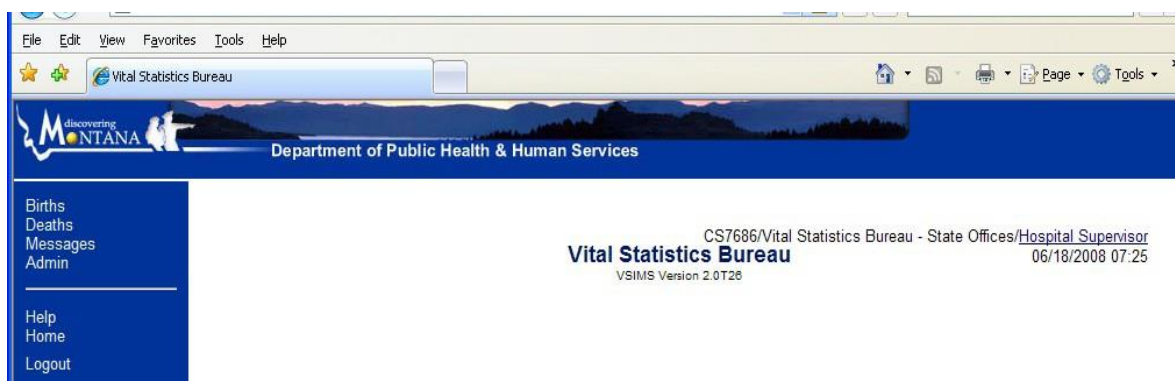 File Edit View Favorites Tools Help
Vital Statistics Bureau
Page Tools
discovering
MONTANA
Department of Public Health & Human Services
Births
Deaths
Messages
Admin
Help
Home
Logout
CS7686/Vital Statistics Bureau - State Offices/Hospital Supervisor
Vital Statistics Bureau 06/18/2008 07:25
VSIMS Version 2.0T26